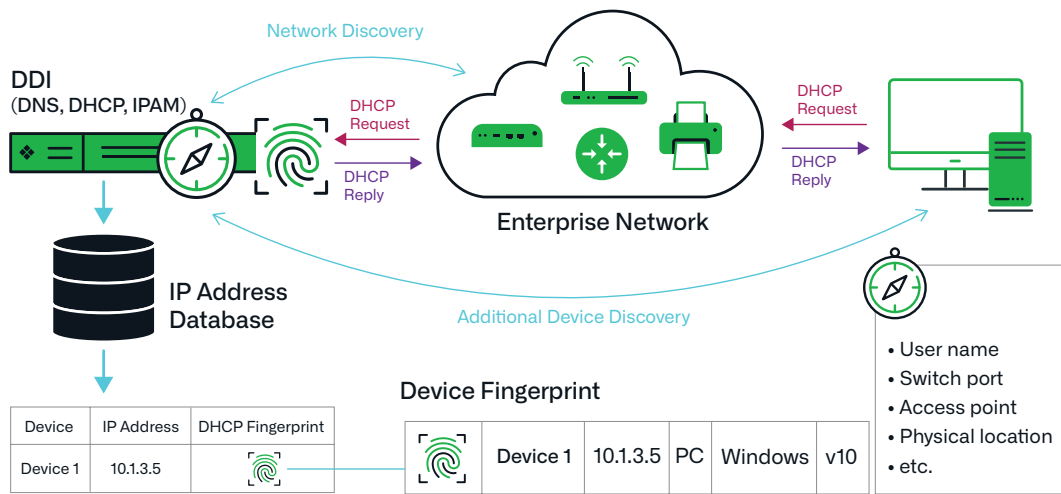 Network Discovery
DDI
(DNS, DHCP, IPAM)
DHCP
Request
DHCP
Reply
Enterprise Network
DHCP
Request
DHCP
Reply
IP Address
Database
Additional Device Discovery
• User name
• Switch port
• Access point
• Physical location
• etc.
Device Fingerprint
Device IP Address DHCP Fingerprint
Device 1 10.1.3.5
Device 1 10.1.3.5 PC Windows v10